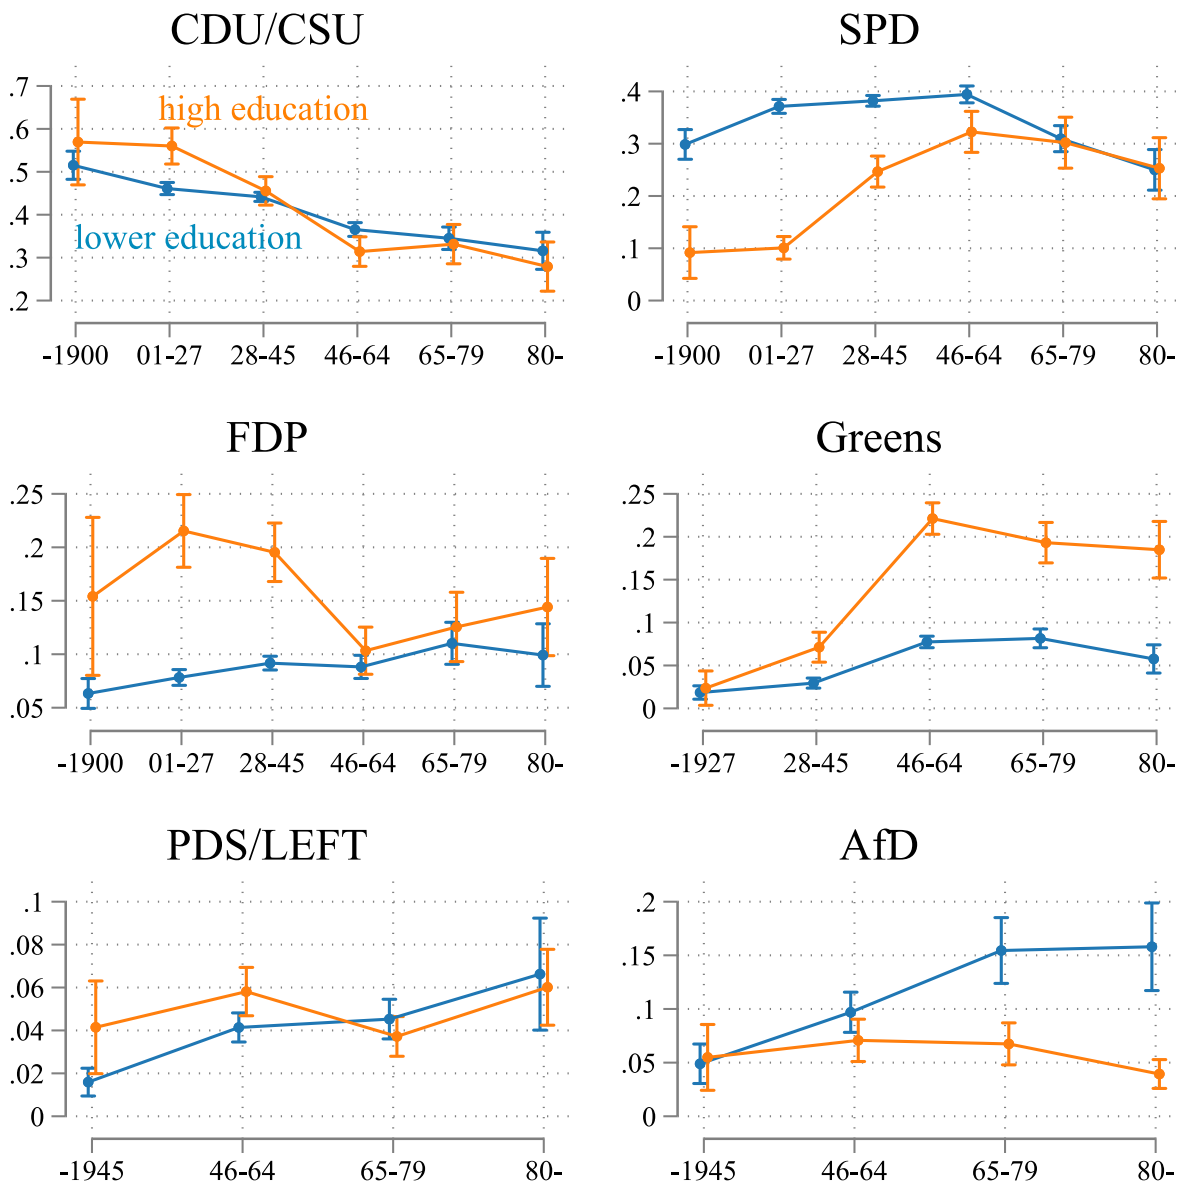 CDU/CSU
.7
.6
.5
.4
.3
.2
high education
lower education
-1900 01-27 28-45 46-64 65-79 80-
SPD
.4
.3
.2
.1
0
-1900 01-27 28-45 46-64 65-79 80-
FDP
.25
.2
.15
.1
.05
-1900 01-27 28-45 46-64 65-79 80-
Greens
.25
.2
.15
.1
.05
0
-1927 28-45 46-64 65-79 80-
PDS/LEFT
.1
.08
.06
.04
.02
0
-1945 46-64 65-79 80-
AfD
.2
.15
.1
.05
0
-1945 46-64 65-79 80-